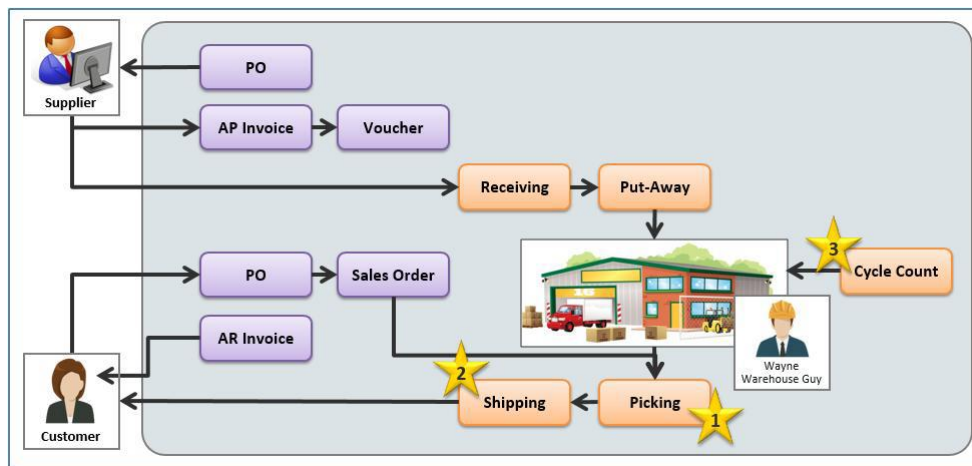 PO
Supplier
AP Invoice
Voucher
Receiving
Put-Away
3
Cycle Count
PO
Sales Order
Wayne
Warehouse Guy
AR Invoice
2
Shipping
Picking
1
Customer